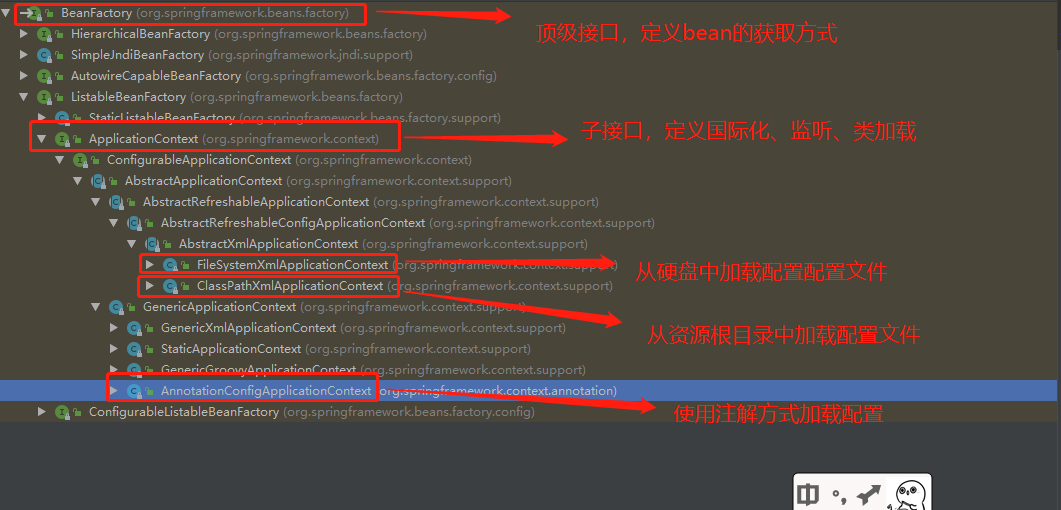 BeanFactory (org.springframework.beans.factory)
顶级接口，定义bean的获取方式
HierarchicalBeanFactory (org.springframework.beans.factory)
SimpleJndiBeanFactory (org.springframework.jndi.support)
AutowireCapableBeanFactory (org.springframework.beans.factory.config)
ListableBeanFactory (org.springframework.beans.factory)
StaticListableBeanFactory (org.springframework.beans.factory.support)
ApplicationContext (org.springframework.context)
子接口，定义国际化、监听、类加载
ConfigurableApplicationContext (org.springframework.context)
AbstractApplicationContext (org.springframework.context.support)
AbstractRefreshableApplicationContext (org.springframework.context.support)
AbstractRefreshableConfigApplicationContext (org.springframework.context.support)
AbstractXmlApplicationContext (org.springframework.context.support)
FileSystemXmlApplicationContext (org.springframework.context.support)
从硬盘中加载配置配置文件
ClassPathXmlApplicationContext (org.springframework.context.support)
GenericApplicationContext (org.springframework.context.support)
GenericXmlApplicationContext (org.springframework.context.support)
从资源根目录中加载配置文件
StaticApplicationContext (org.springframework.context.support)
GenericGroovyApplicationContext (org.springframework.context.support)
AnnotationConfigApplicationContext (org.springframework.context.annotation)
ConfigurableListableBeanFactory (org.springframework.beans.factory.config)
使用注解方式加载配置
中 °，